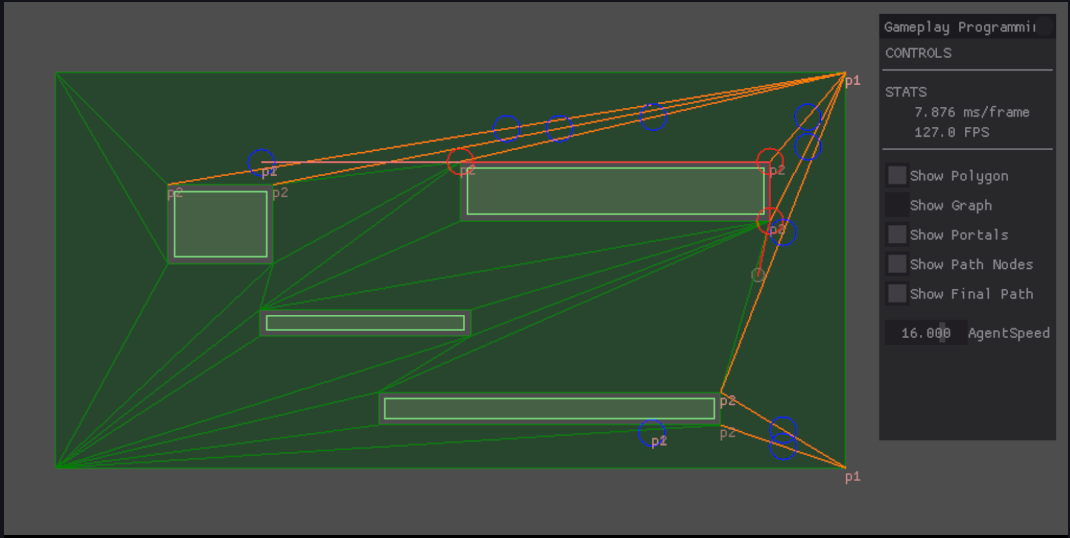 Gameplay Programmi
CONTROLS
STATS
7.876 ms/frame
127.0 FPS
Show Polygon
Show Graph
Show Portals
Show Path Nodes
Show Final Path
16.000 AgentSpeed
p1
p2
p2
p2
p2
p2
p2
p2
p2
p2
p1